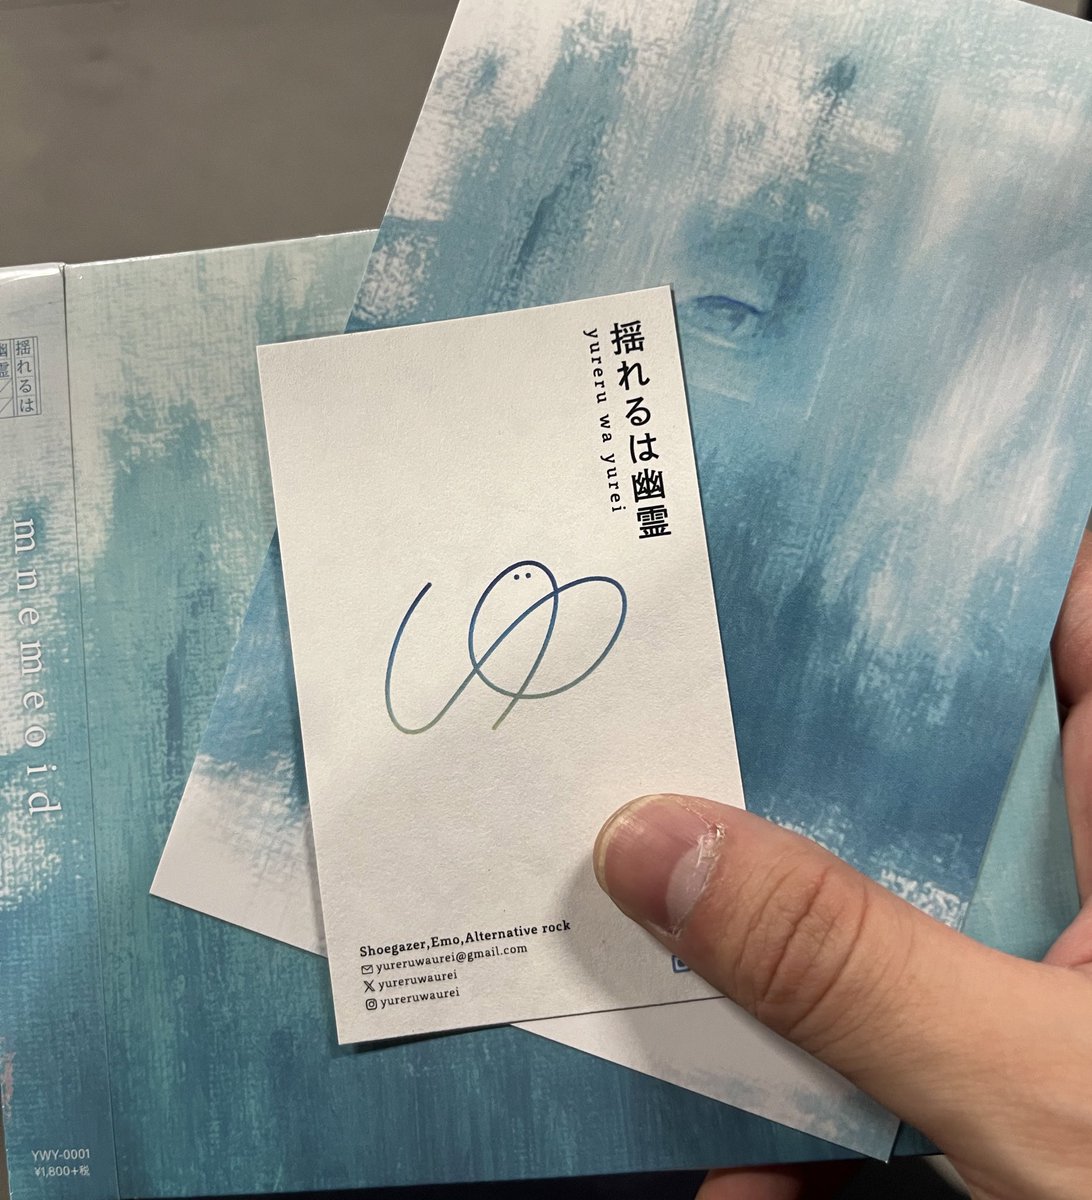 揺れるは
幽霊
mnemeoid
YWY-0001
¥1,800+税
揺れるは幽霊
yureru wa yurei
Shoegazer,Emo,Alternative rock
yureruwaurei@gmail.com
yureruwaurei
yureruwaurei